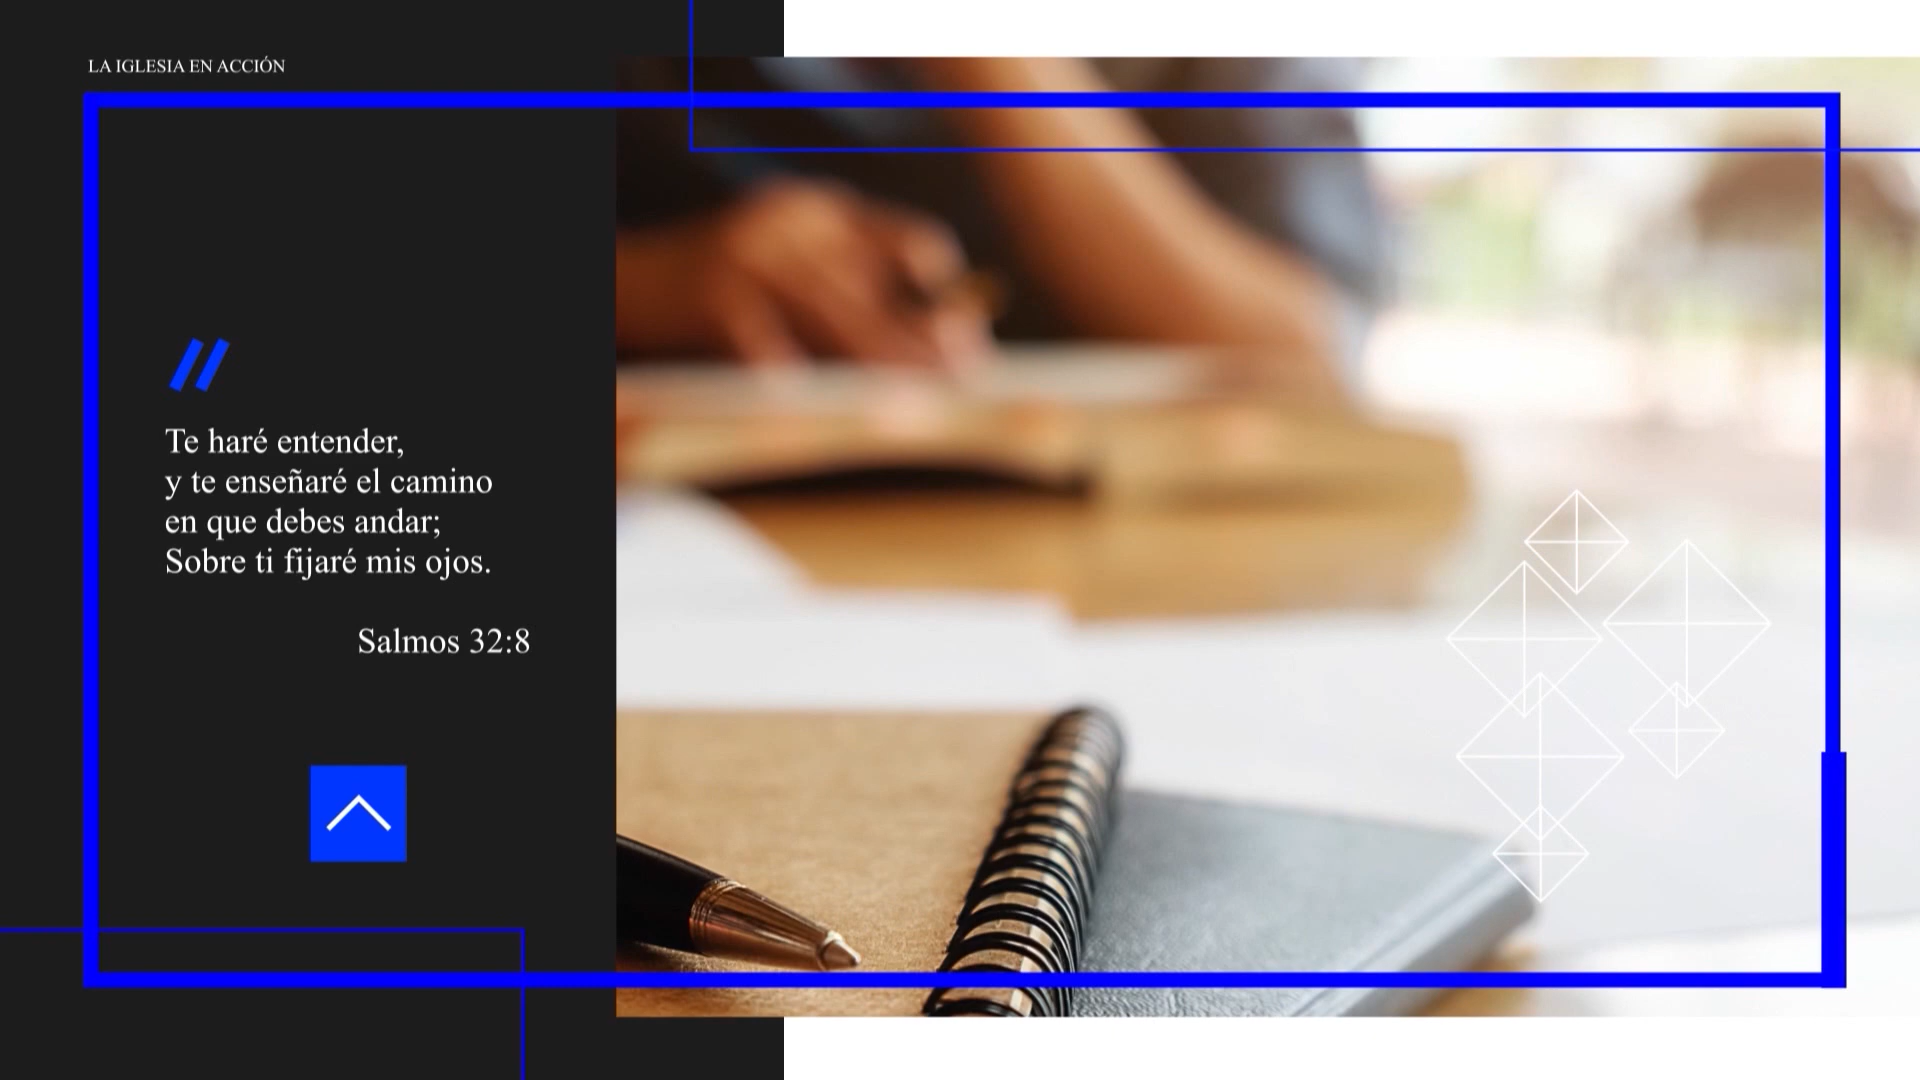 LA IGLESIA EN ACCIÓN
Te haré entender,
y te enseñaré el camino
en que debes andar;
Sobre ti fijaré mis ojos.
Salmos 32:8